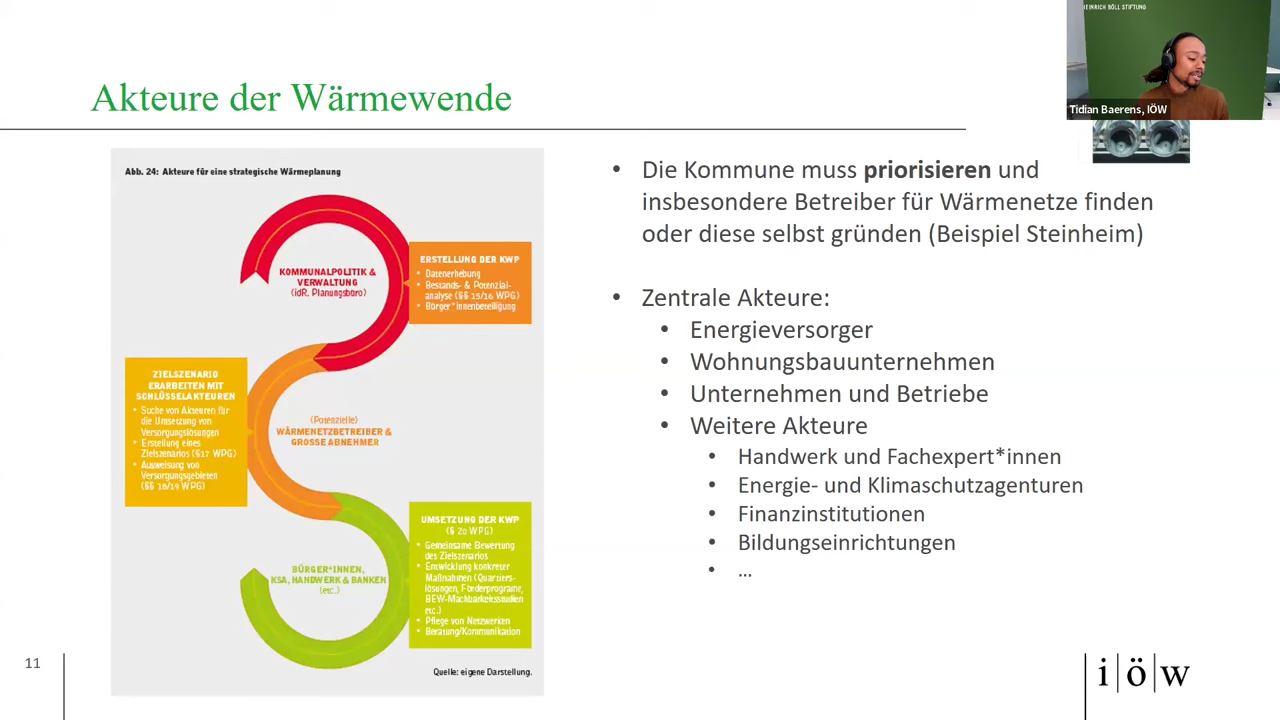 EINRICH BÖLL STIFTUNG
Tidian Baerens, IÖW
Akteure der Wärmewende
Abb. 24: Akteure für eine strategische Wärmeplanung
KOMMUNALPOLITIK &
VERWALTUNG
(idR. Planungsbüro)
ERSTELLUNG DER KWP
• Datenerhebung
• Bestands- & Potenzial-
analyse (§§ 15/16 WPG)
• Bürger*innenbeteiligung
ZIELSZENARIO
ERARBEITEN MIT
SCHLÜSSELAKTEUREN
• Suche von Akteuren für
die Umsetzung von
Versorgungslösungen
• Erstellung eines
Zielszenarios (§17 WPG)
• Ausweisung von
Versorgungsgebieten
(§§ 18/19 WPG)
(Potenzielle)
WÄRMENETZBETREIBER &
GROSSE ABNEHMER
UMSETZUNG DER KWP
(§ 20 WPG)
• Gemeinsame Bewertung
des Zielszenarios
• Entwicklung konkreter
Maßnahmen (Quartiers-
lösungen, Förderprograme,
BEW-Machbarkeitsstudien
etc.)
• Pflege von Netzwerken
• Beratung/Kommunikation
BÜRGER*INNEN,
KSA, HANDWERK & BANKEN
(etc.)
Quelle: eigene Darstellung.
• Die Kommune muss priorisieren und
insbesondere Betreiber für Wärmenetze finden
oder diese selbst gründen (Beispiel Steinheim)
• Zentrale Akteure:
• Energieversorger
• Wohnungsbauunternehmen
• Unternehmen und Betriebe
• Weitere Akteure
• Handwerk und Fachexpert*innen
• Energie- und Klimaschutzagenturen
• Finanzinstitutionen
• Bildungseinrichtungen
• ...
11
i|ö|w